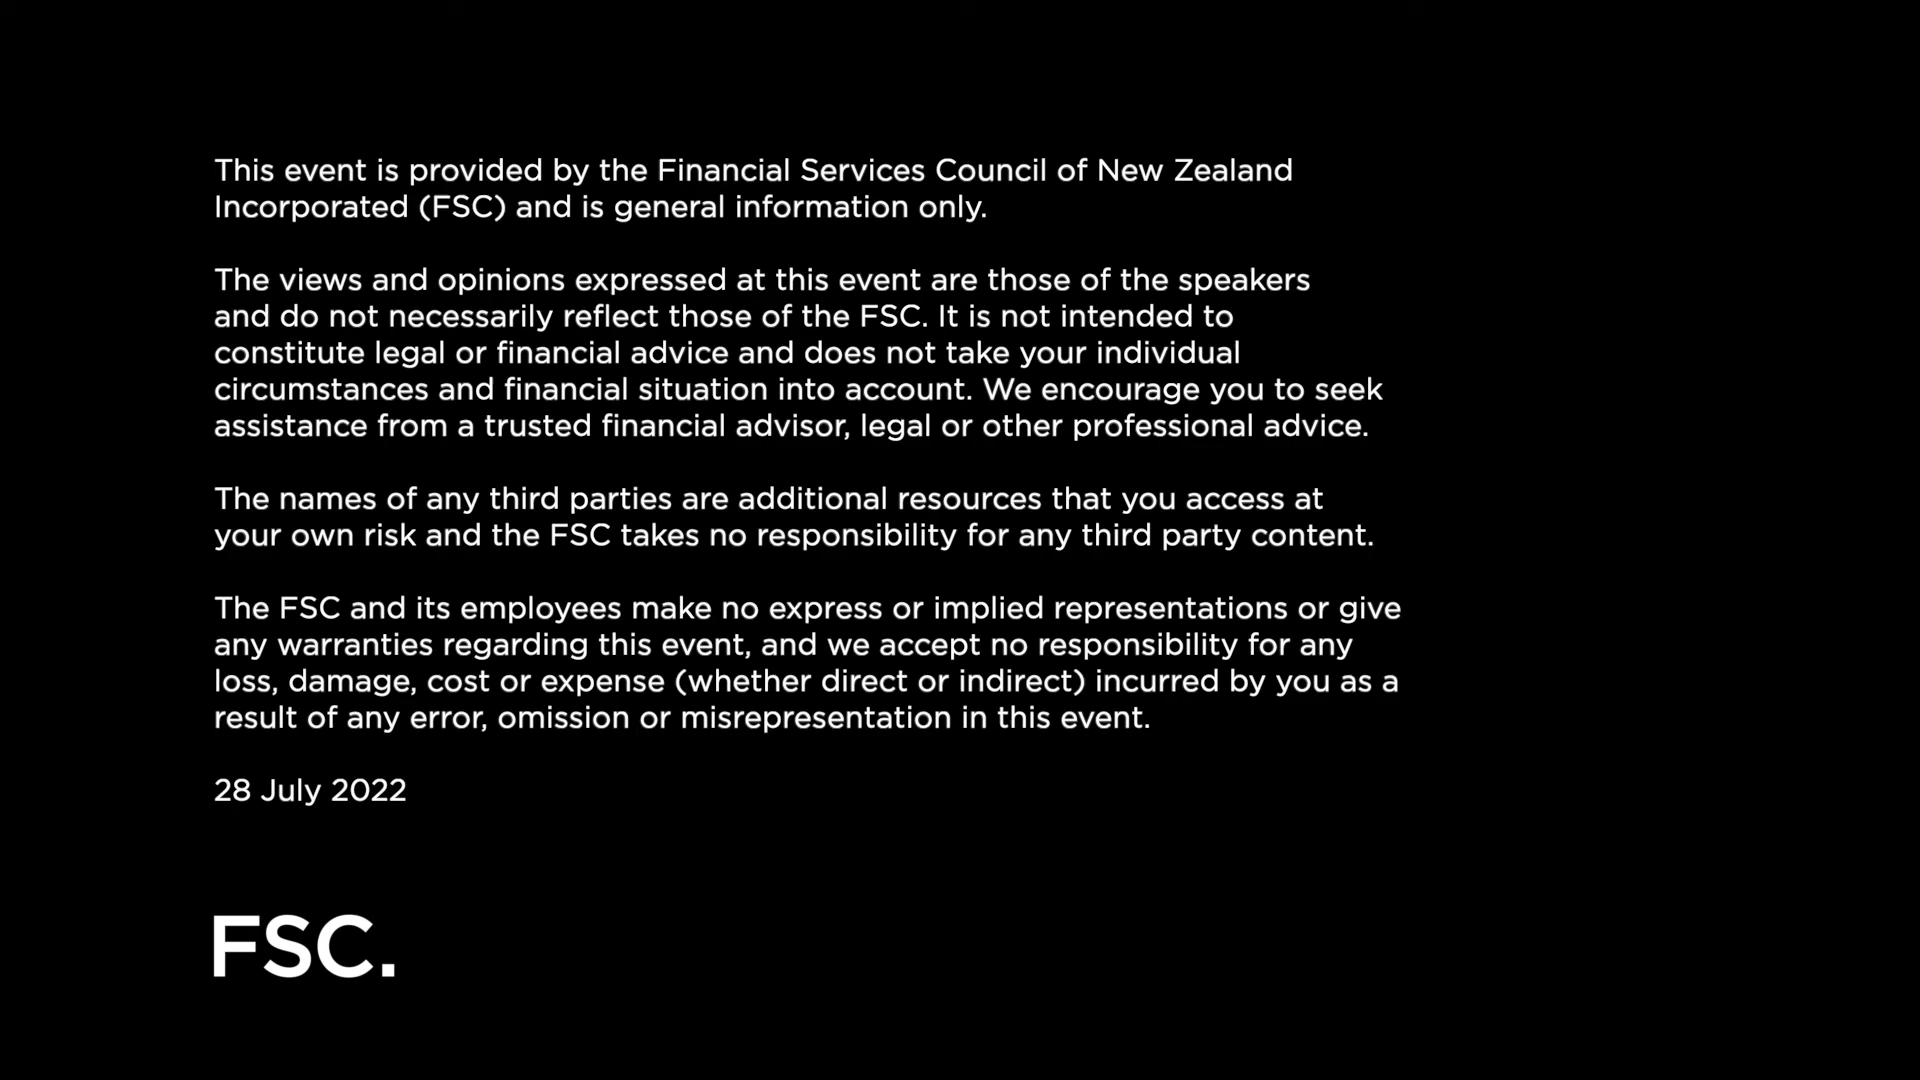 This event is provided by the Financial Services Council of New Zealand
Incorporated (FSC) and is general information only.
The views and opinions expressed at this event are those of the speakers
and do not necessarily reflect those of the FSC. It is not intended to
constitute legal or financial advice and does not take your individual
circumstances and financial situation into account. We encourage you to seek
assistance from a trusted financial advisor, legal or other professional advice.
The names of any third parties are additional resources that you access at
your own risk and the FSC takes no responsibility for any third party content.
The FSC and its employees make no express or implied representations or give
any warranties regarding this event, and we accept no responsibility for any
loss, damage, cost or expense (whether direct or indirect) incurred by you as a
result of any error, omission or misrepresentation in this event.
28 July 2022
FSC.